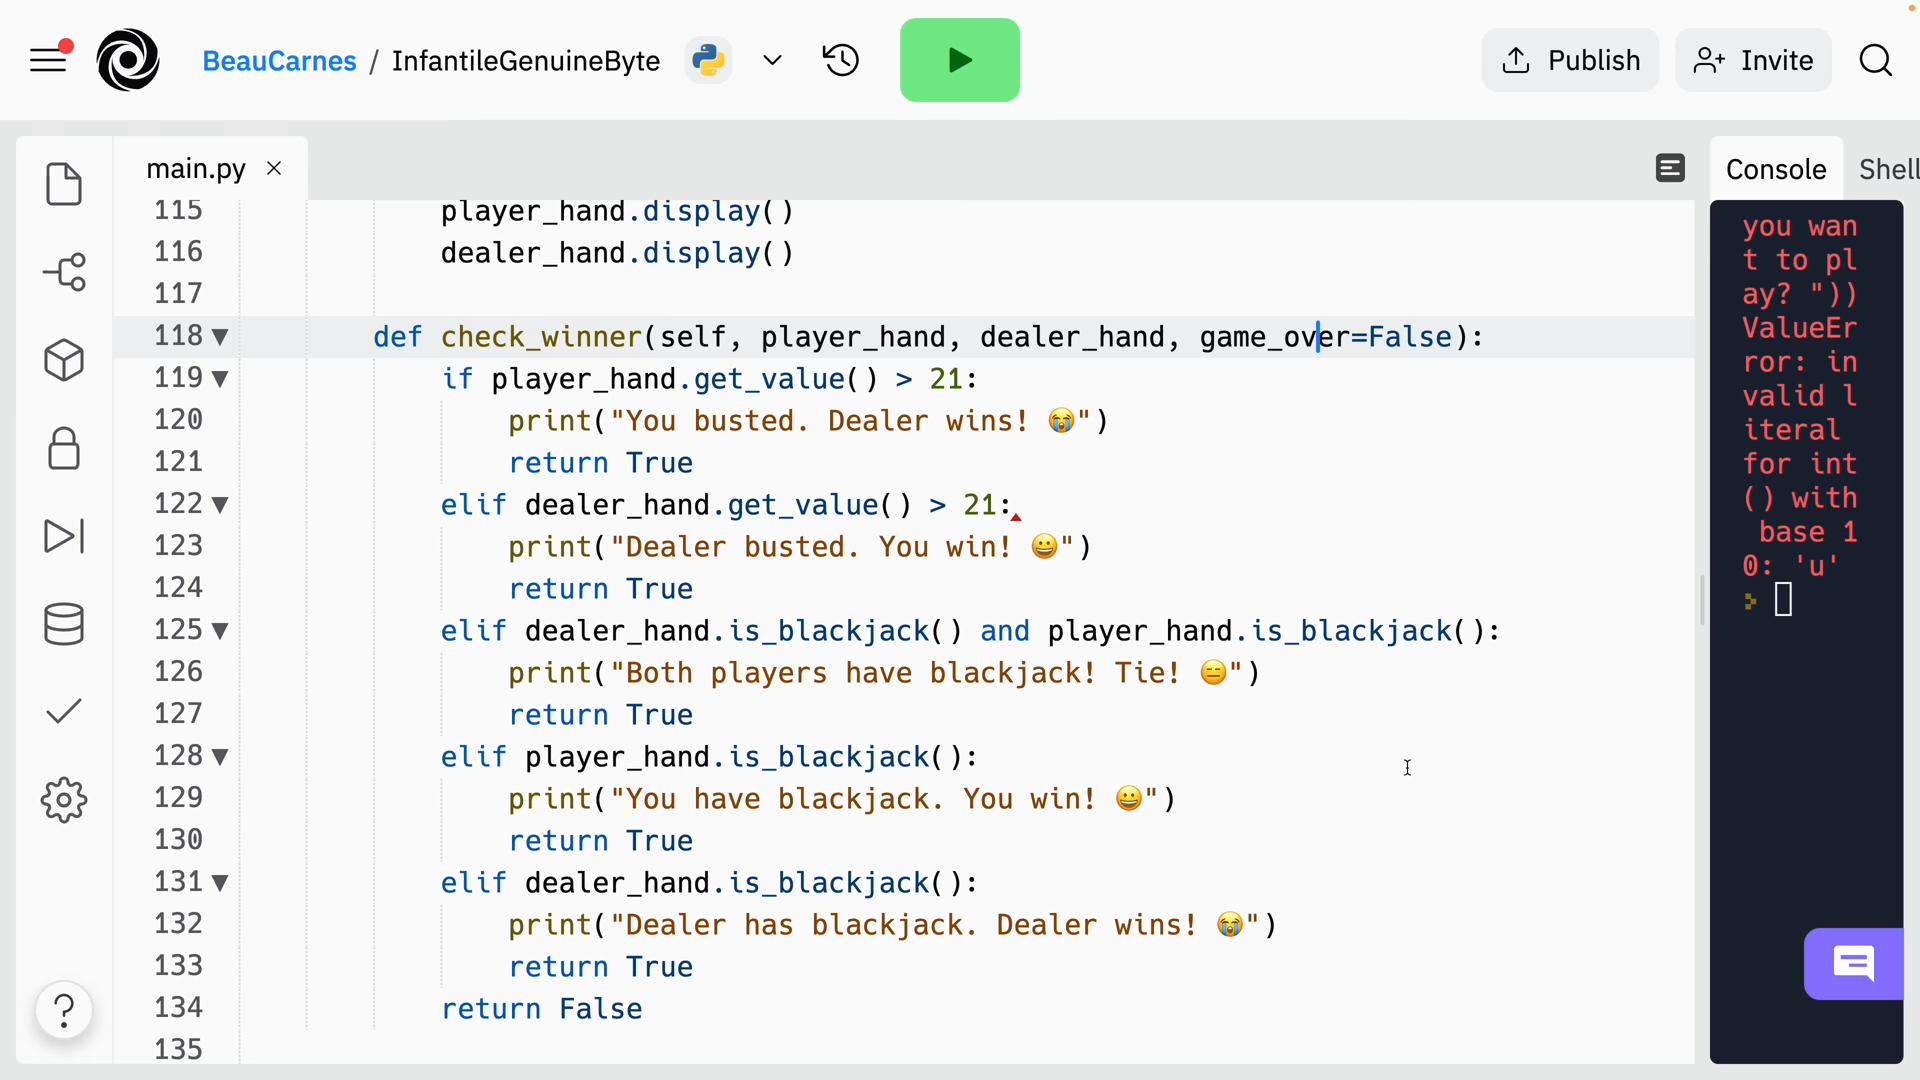 BeauCarnes / InfantileGenuineByte
Publish
Invite
main.py
Console
Shell
115 player_hand.display()
116 dealer_hand.display()
117
118 def check_winner(self, player_hand, dealer_hand, game_over=False):
119 if player_hand.get_value() > 21:
120 print("You busted. Dealer wins! 😭")
121 return True
122 elif dealer_hand.get_value() > 21:
123 print("Dealer busted. You win! 😀")
124 return True
125 elif dealer_hand.is_blackjack() and player_hand.is_blackjack():
126 print("Both players have blackjack! Tie! 😑")
127 return True
128 elif player_hand.is_blackjack():
129 print("You have blackjack. You win! 😀")
130 return True
131 elif dealer_hand.is_blackjack():
132 print("Dealer has blackjack. Dealer wins! 😭")
133 return True
134 return False
135
you wan
t to pl
ay? "))
ValueEr
ror: in
valid l
iteral
for int
() with
base 1
0: 'u'